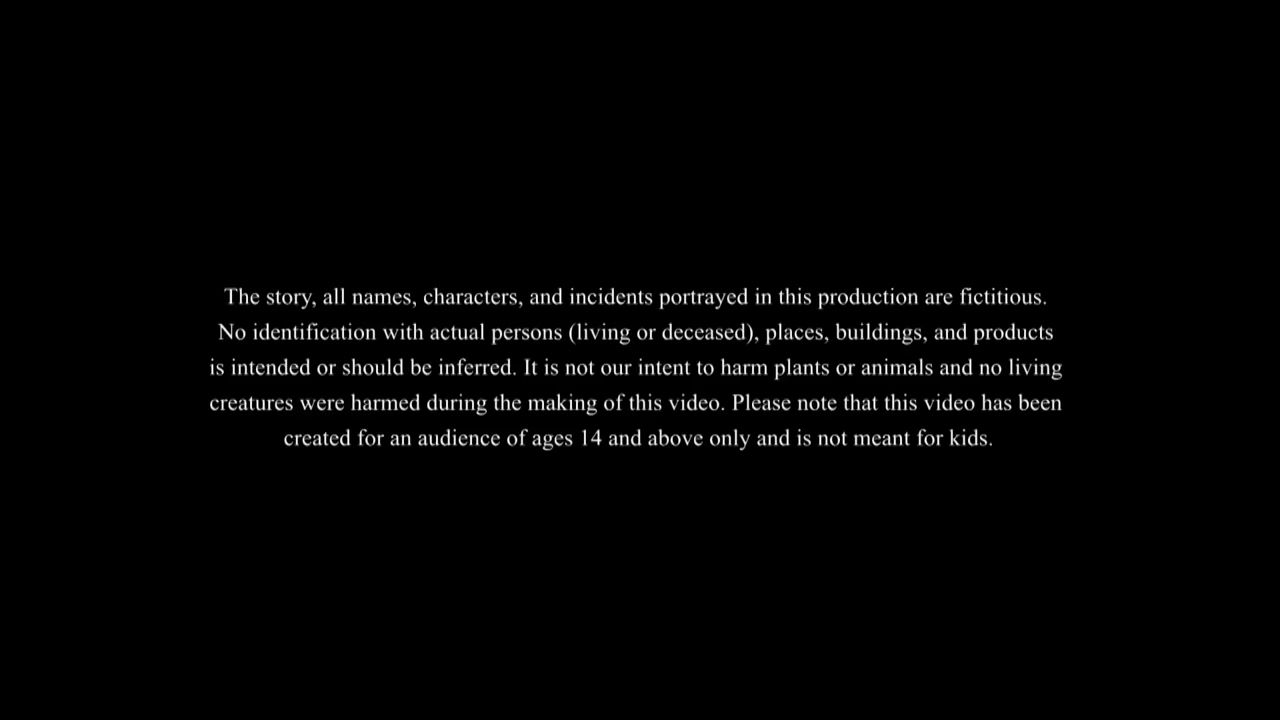 The story, all names, characters, and incidents portrayed in this production are fictitious.
No identification with actual persons (living or deceased), places, buildings, and products
is intended or should be inferred. It is not our intent to harm plants or animals and no living
creatures were harmed during the making of this video. Please note that this video has been
created for an audience of ages 14 and above only and is not meant for kids.